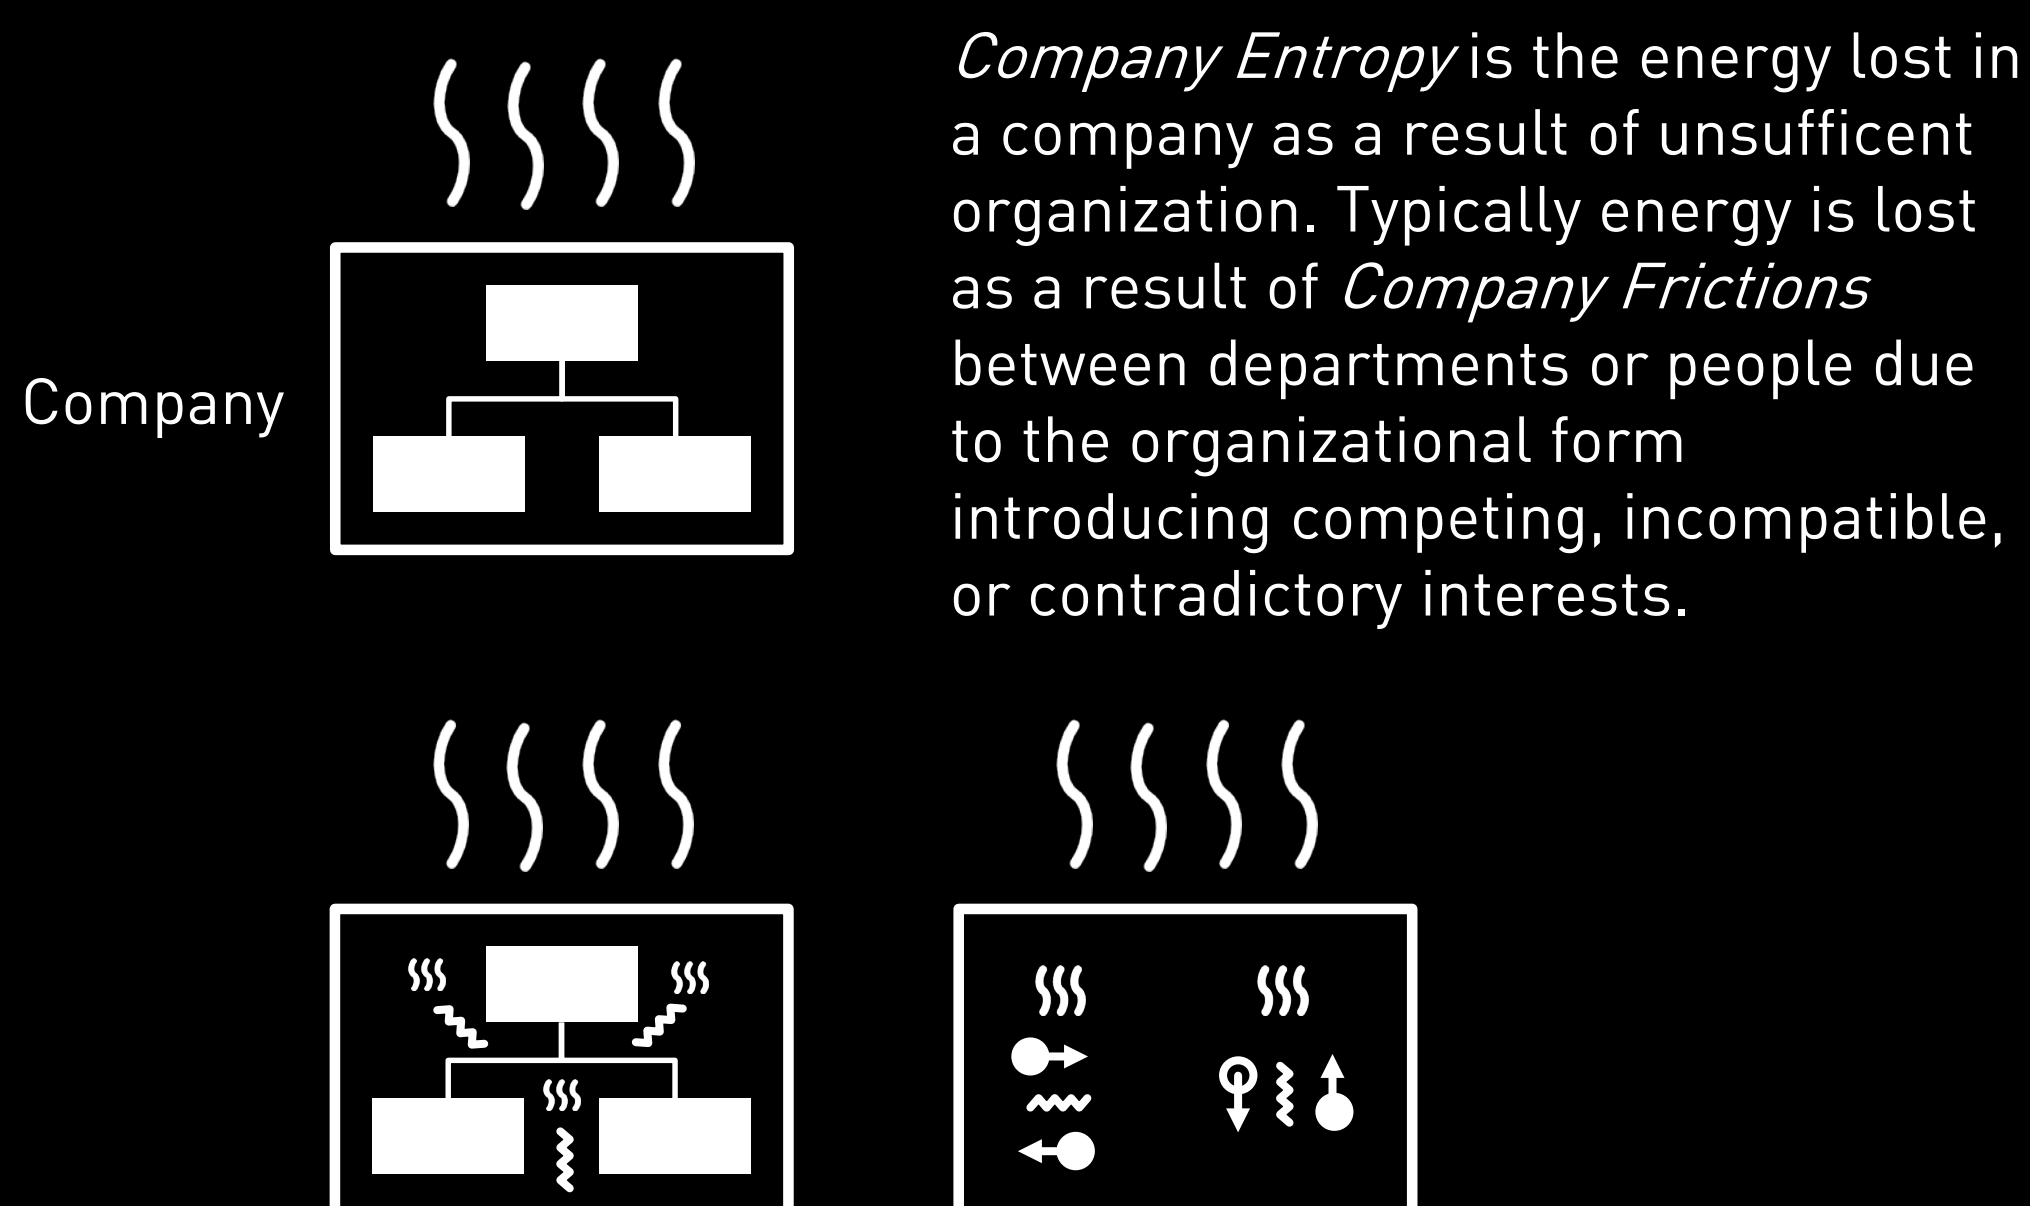 Company Entropy is the energy lost in
a company as a result of unsufficent
organization. Typically energy is lost
as a result of Company Frictions
between departments or people due
to the organizational form
introducing competing, incompatible,
or contradictory interests.
Company